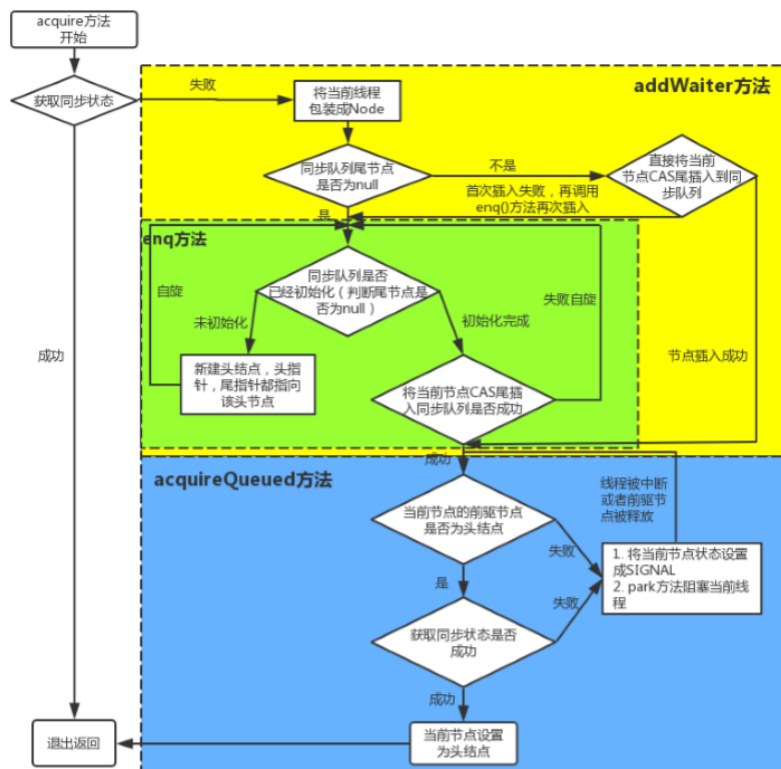 acquire方法
开始
获取同步状态
失败
将当前线程
包装成Node
addWaiter方法
同步队列尾节点
是否为null
不是
直接将当前
节点CAS尾插入到同
步队列
首次插入失败，再调用
enq()方法再次插入
是
enq方法
同步队列是否
已经初始化（判断尾节点是
否为null）
自旋
失败自旋
未初始化
初始化完成
成功
新建头结点，头指
针，尾指针都指向
该头节点
将当前节点CAS尾插
入同步队列是否成功
节点插入成功
成功
acquireQueued方法
线程被中断
或者前驱节
点被释放
当前节点的前驱节点
是否为头结点
失败
1. 将当前节点状态设置
成SIGNAL
2. park方法阻塞当前线
程
是
失败
获取同步状态是否
成功
成功
当前节点设置
为头结点
退出返回